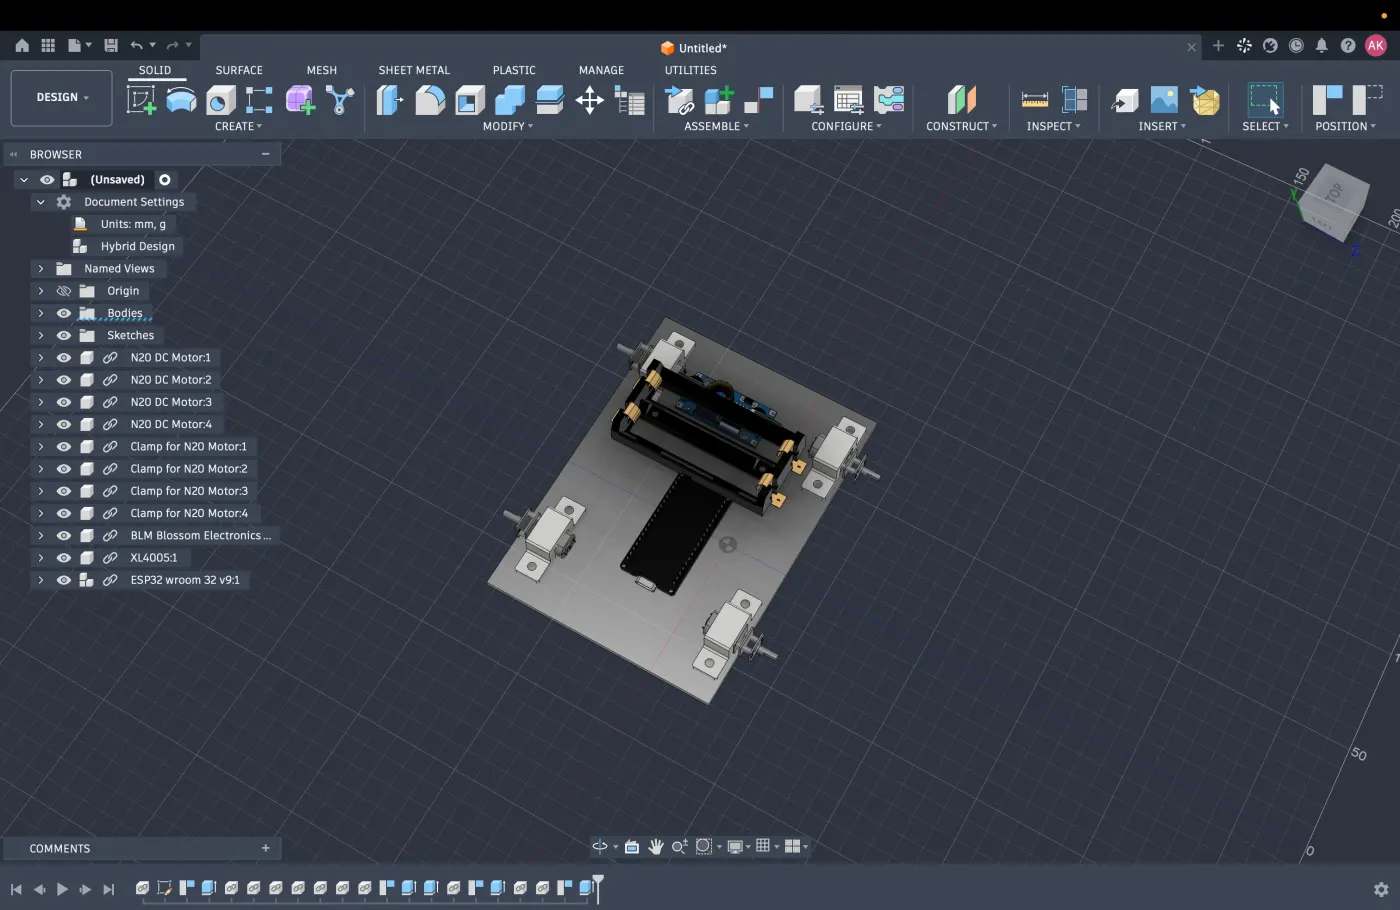 Untitled*
AK
DESIGN
SOLID
SURFACE
MESH
SHEET METAL
PLASTIC
MANAGE
UTILITIES
CREATE
MODIFY
ASSEMBLE
CONFIGURE
CONSTRUCT
INSPECT
INSERT
SELECT
POSITION
BROWSER
(Unsaved)
Document Settings
Units: mm, g
Hybrid Design
Named Views
Origin
Bodies
Sketches
N20 DC Motor:1
N20 DC Motor:2
N20 DC Motor:3
N20 DC Motor:4
Clamp for N20 Motor:1
Clamp for N20 Motor:2
Clamp for N20 Motor:3
Clamp for N20 Motor:4
BLM Blossom Electronics ...
XL4005:1
ESP32 wroom 32 v9:1
150
TOP
LEFT
Y
Z
200
50
0
COMMENTS